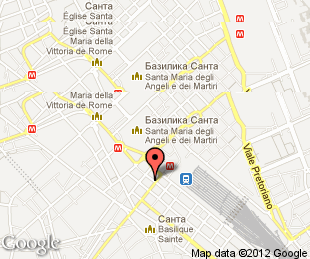 Санта
Église Santa
Санта
Église Santa
Maria della
Vittoria de Rome
Базилика Санта
Santa Maria degli
Angeli e dei Martiri
M
M
Maria della
Vittoria de Rome
M
Базилика Санта
Santa Maria degli
Angeli e dei Martiri
Viale Pretoriano
M
M
Санта
Basilique
Sainte
Google
Map data ©2012 Google